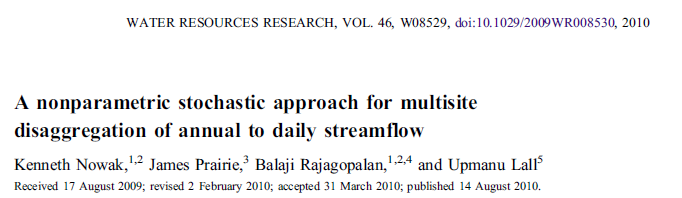 WATER RESOURCES RESEARCH, VOL. 46, W08529, doi:10.1029/2009WR008530, 2010
A nonparametric stochastic approach for multisite
disaggregation of annual to daily streamflow
Kenneth Nowak,1,2 James Prairie,3 Balaji Rajagopalan,1,2,4 and Upmanu Lall5
Received 17 August 2009; revised 2 February 2010; accepted 31 March 2010; published 14 August 2010.